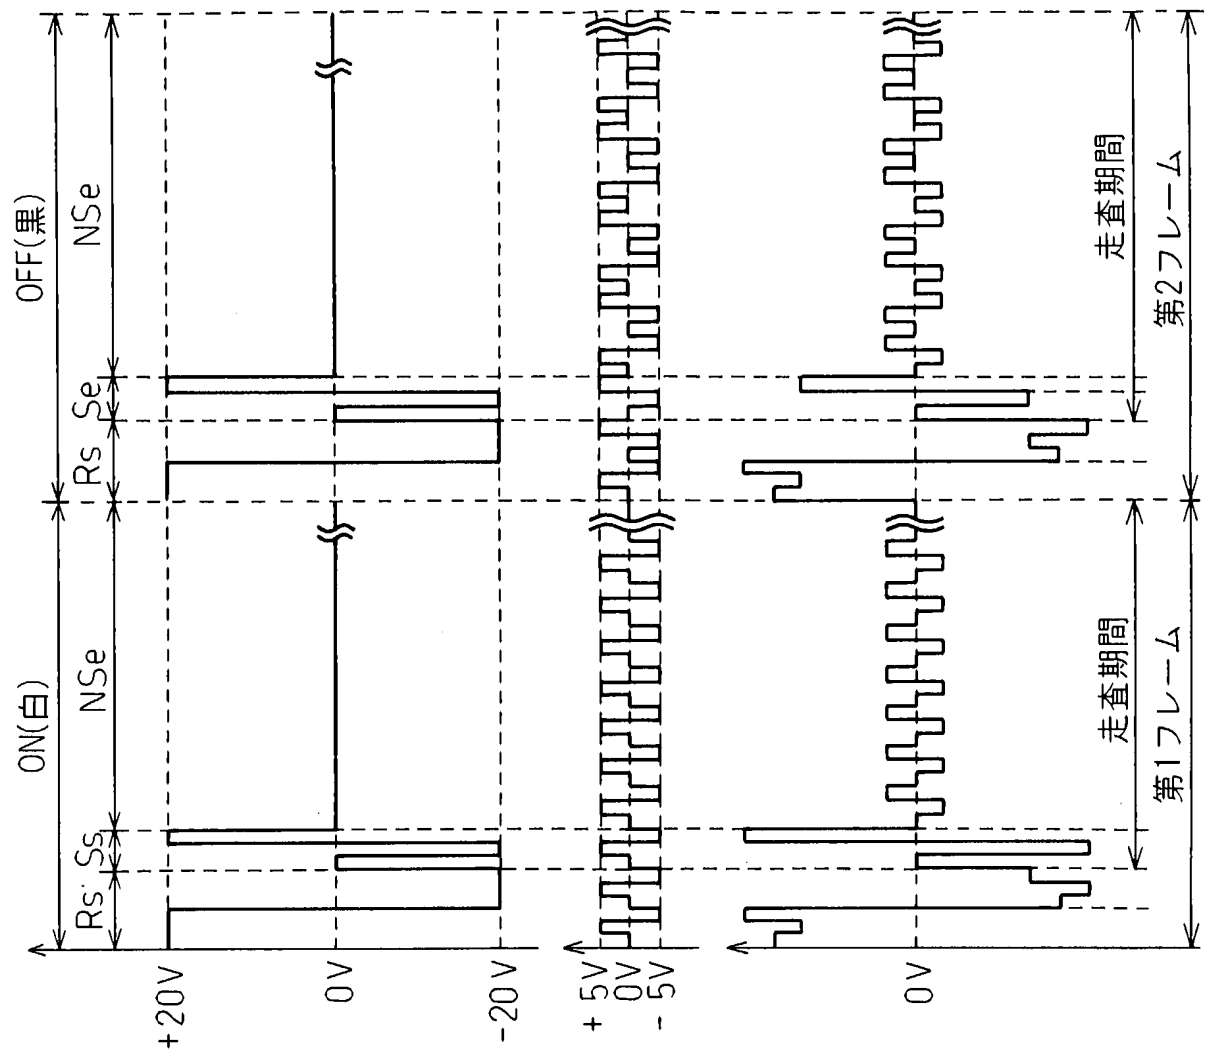 ON(白)
OFF(黒)
Rs
Ss
NSe
Rs
Se
NSe
+20V
0V
-20V
+5V
0V
-5V
0V
走査期間
走査期間
第1フレーム
第2フレーム